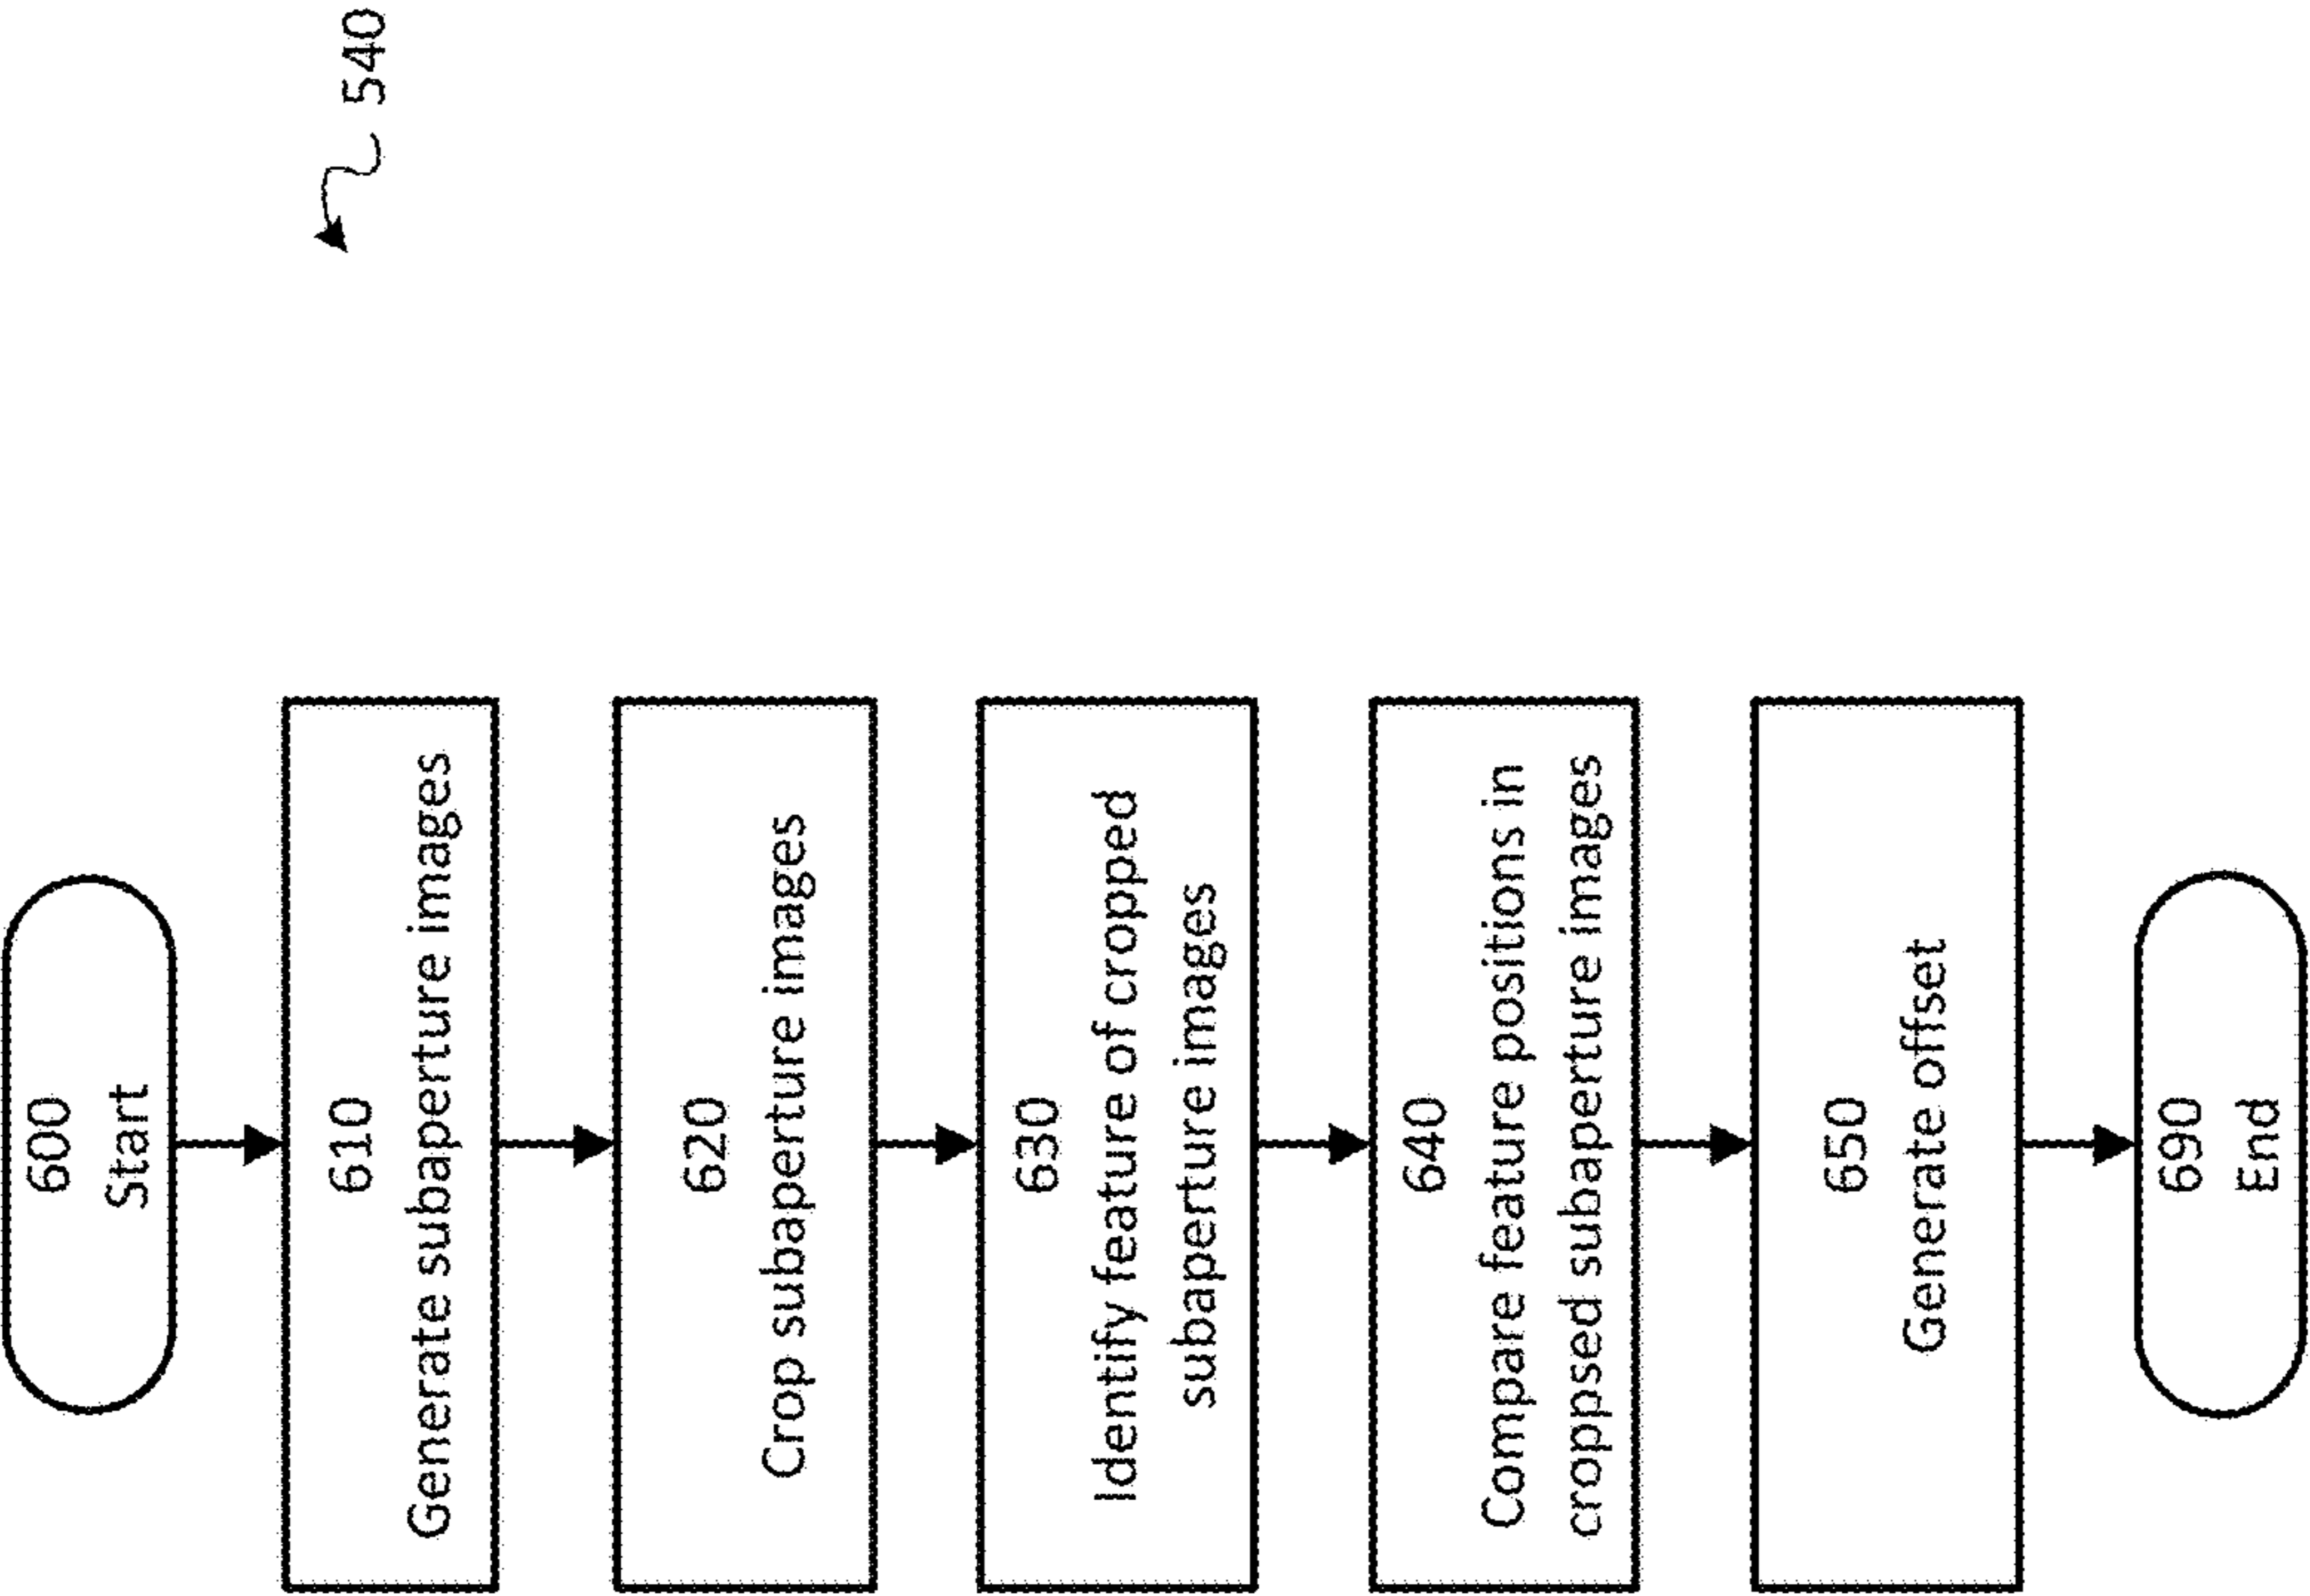 540
600
Start
610
Generate subaperture images
620
Crop subaperture images
630
Identify feature of cropped
subaperture images
640
Compare feature positions in
croppsed subaperture images
650
Generate offset
690
End